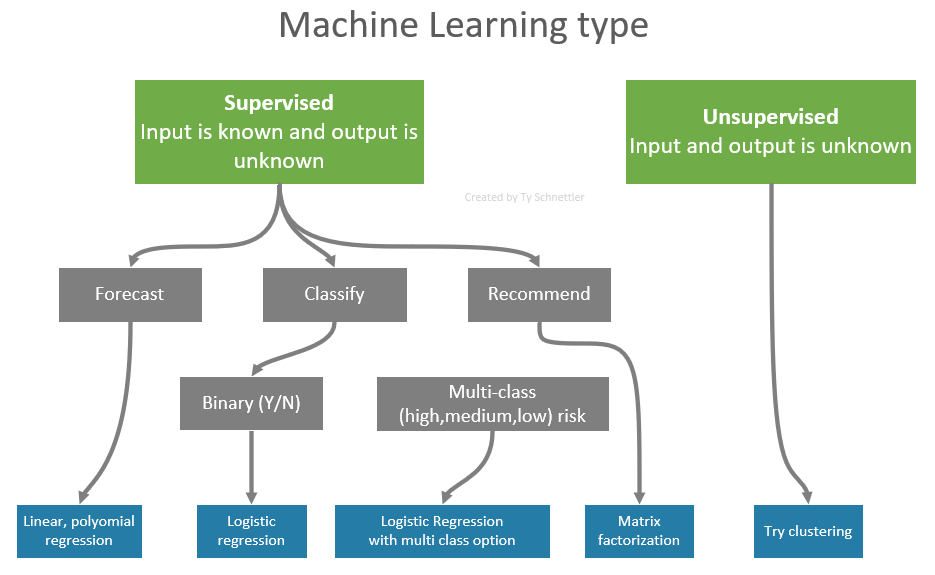 Machine Learning type
Supervised
Input is known and output is
unknown
Unsupervised
Input and output is unknown
Created by Ty Schnettler
Forecast
Classify
Recommend
Binary (Y/N)
Multi-class
(high,medium,low) risk
Linear, polyomial
regression
Logistic
regression
Logistic Regression
with multi class option
Matrix
factorization
Try clustering